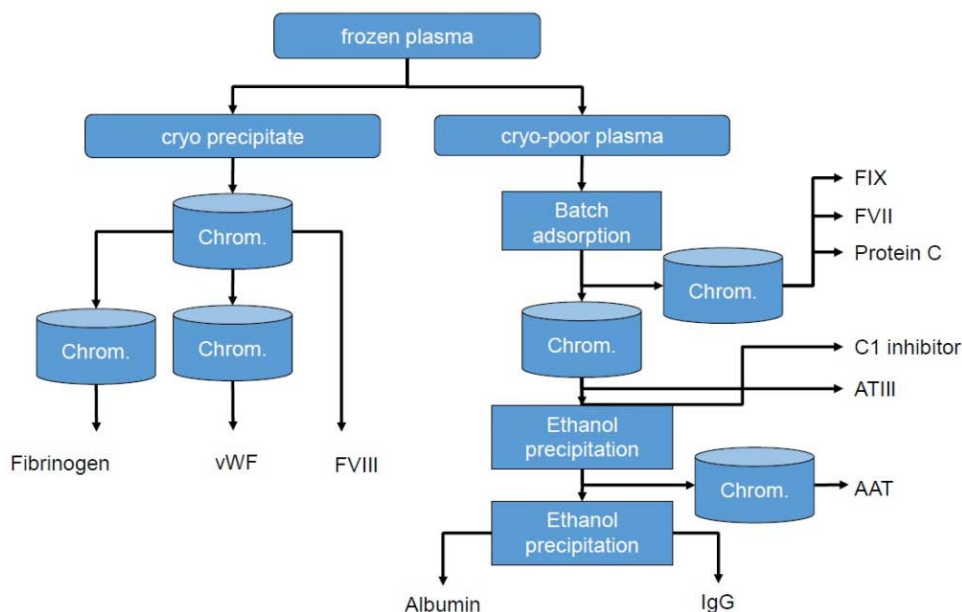 frozen plasma
cryo precipitate
cryo-poor plasma
Chrom.
Chrom.
Chrom.
Fibrinogen
vWF
FVIII
Batch
adsorption
Chrom.
FIX
FVII
Protein C
Chrom.
C1 inhibitor
ATIII
Ethanol
precipitation
Chrom.
AAT
Ethanol
precipitation
Albumin
IgG